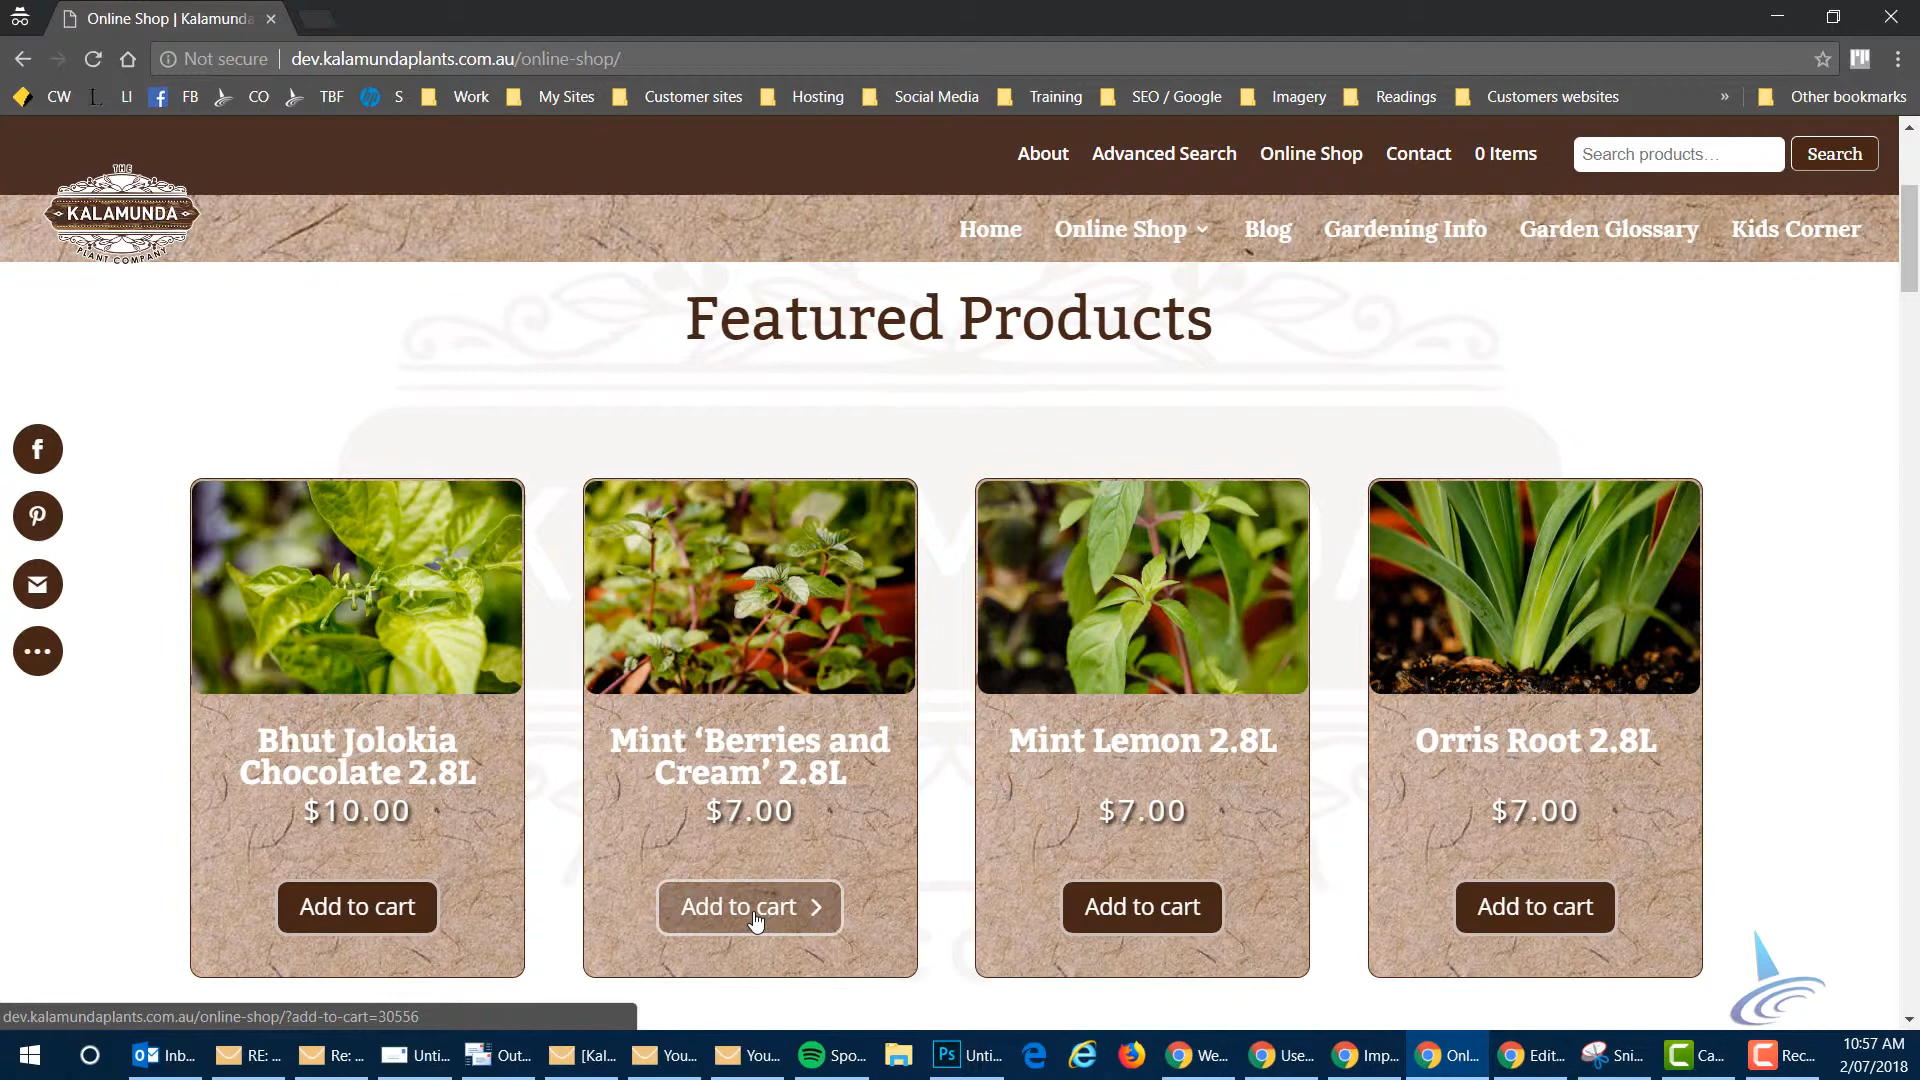 Online Shop | Kalamunda
Not secure
dev.kalamundaplants.com.au/online-shop/
CW
LI
FB
CO
TBF
S
Work
My Sites
Customer sites
Hosting
Social Media
Training
SEO / Google
Imagery
Readings
Customers websites
»
Other bookmarks
About
Advanced Search
Online Shop
Contact
0 Items
Search products…
Search
THE
KALAMUNDA
PLANT COMPANY
Home
Online Shop
Blog
Gardening Info
Garden Glossary
Kids Corner
Featured Products
Bhut Jolokia
Chocolate 2.8L
$10.00
Add to cart
Mint ‘Berries and
Cream’ 2.8L
$7.00
Add to cart
Mint Lemon 2.8L
$7.00
Add to cart
Orris Root 2.8L
$7.00
Add to cart
dev.kalamundaplants.com.au/online-shop/?add-to-cart=30556
Inb...
RE: ...
Re: ...
Unti...
Out...
[Kal...
You...
You...
Spo...
Ps
Unti...
We...
Use...
Imp...
Onl...
Edit...
Sni...
Ca...
Rec...
10:57 AM
2/07/2018